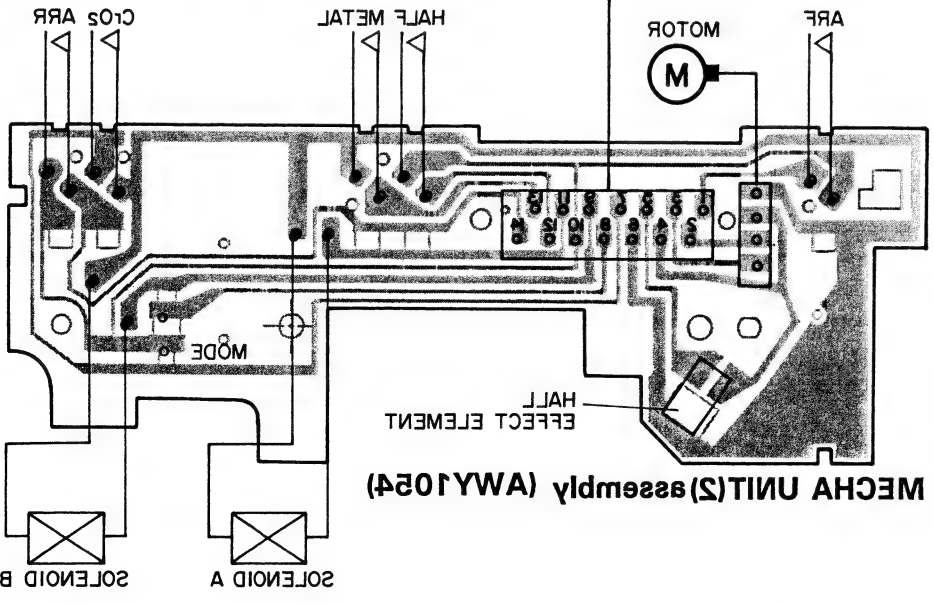 ARR CrO2
HALF METAL
ARF
MOTOR
M
MODE
HALL
EFFECT ELEMENT
MECHA UNIT(2)assembly (AWY1054)
SOLENOID B
SOLENOID A